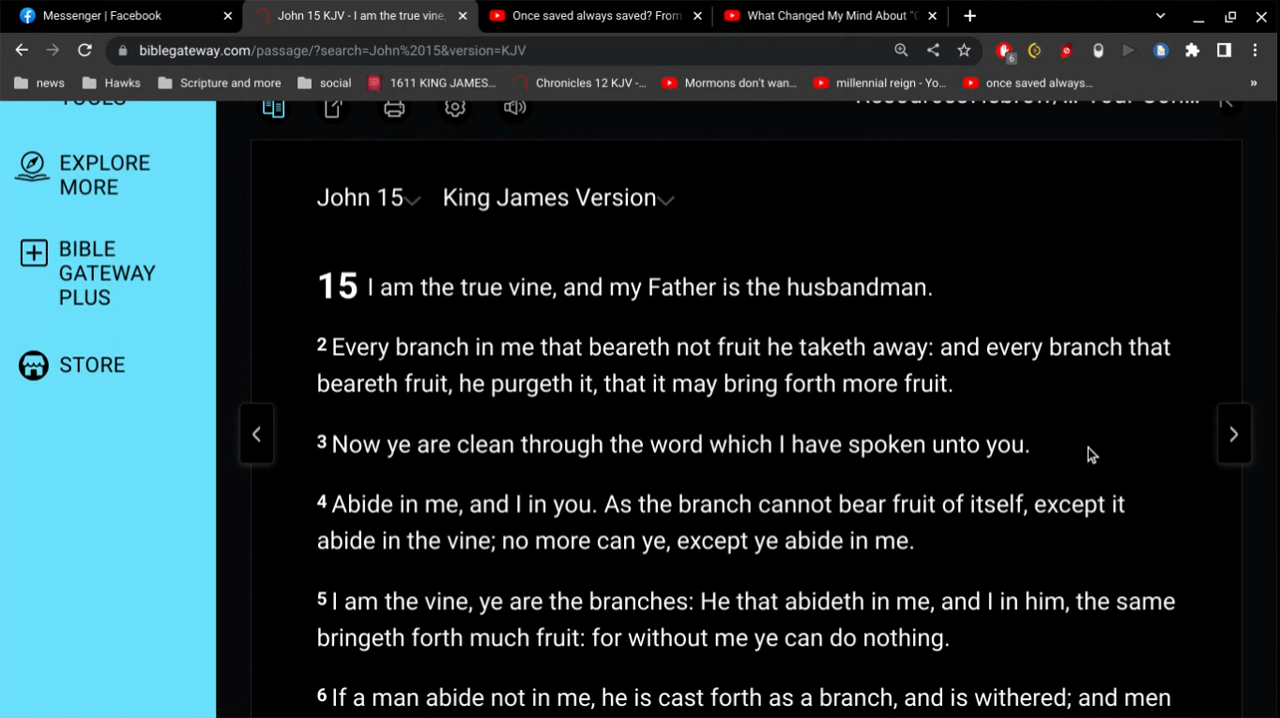 Messenger | Facebook
John 15 KJV - I am the true vine,
Once saved always saved? From
What Changed My Mind About "O
biblegateway.com/passage/?search=John%2015&version=KJV
6
news
Hawks
Scripture and more
social
1611 KING JAMES...
Chronicles 12 KJV -...
Mormons don't wan...
millennial reign - Yo...
once saved always...
»
TOOLS
EXPLORE
MORE
BIBLE
GATEWAY
PLUS
STORE
John 15 King James Version
15 I am the true vine, and my Father is the husbandman.
2 Every branch in me that beareth not fruit he taketh away: and every branch that
beareth fruit, he purgeth it, that it may bring forth more fruit.
3 Now ye are clean through the word which I have spoken unto you.
4 Abide in me, and I in you. As the branch cannot bear fruit of itself, except it
abide in the vine; no more can ye, except ye abide in me.
5 I am the vine, ye are the branches: He that abideth in me, and I in him, the same
bringeth forth much fruit: for without me ye can do nothing.
6 If a man abide not in me, he is cast forth as a branch, and is withered; and men